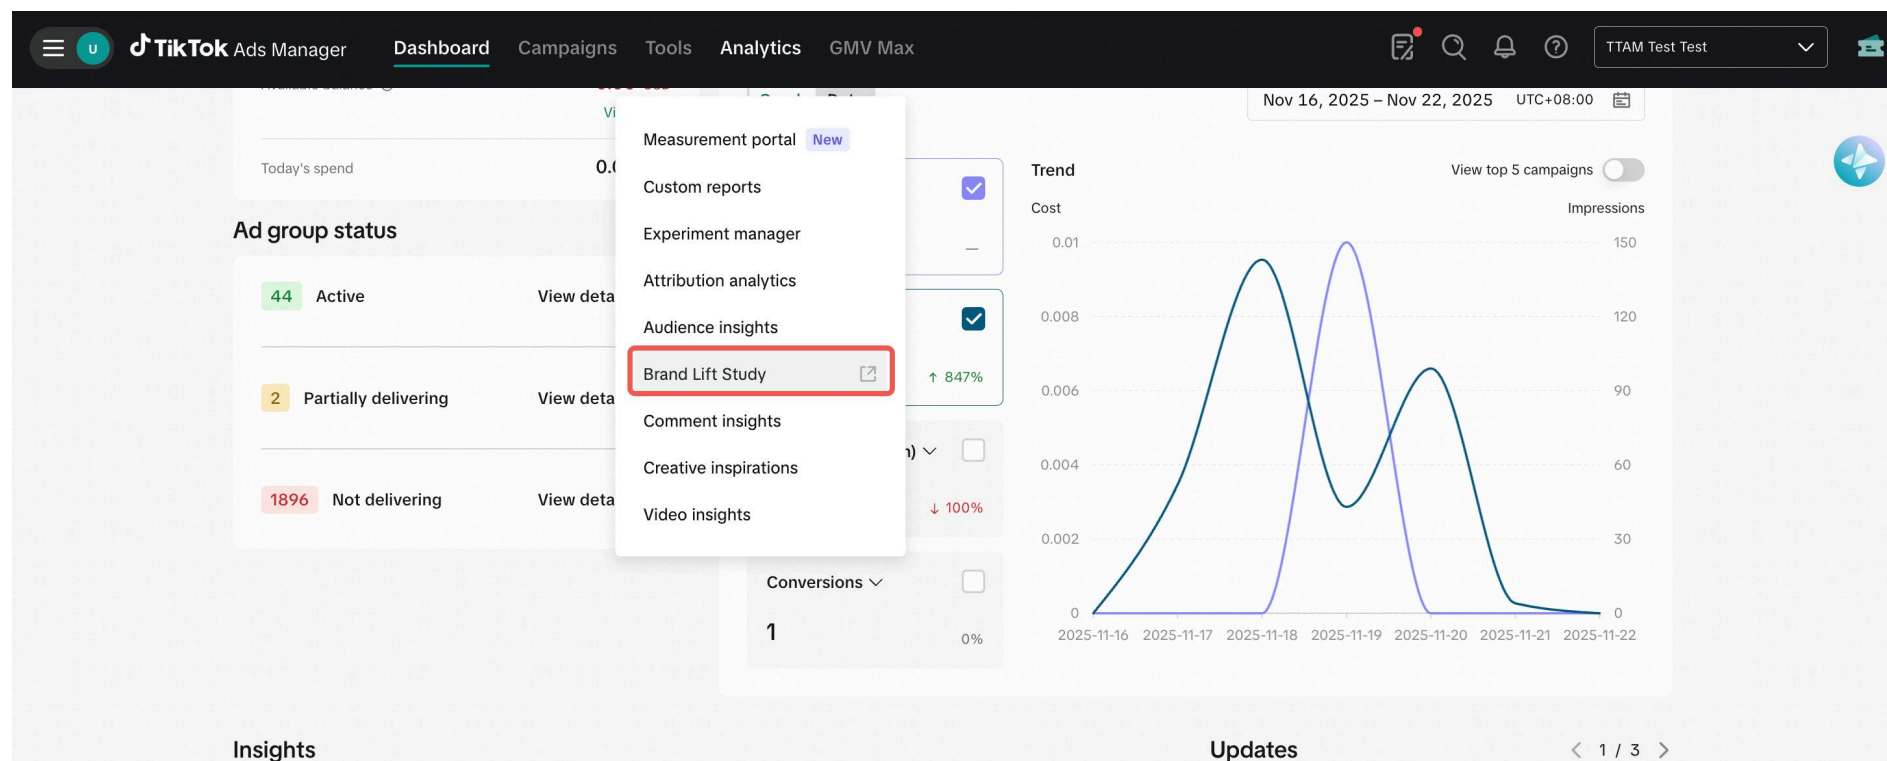 U
TikTok Ads Manager
Dashboard
Campaigns
Tools
Analytics
GMV Max
TTAM Test Test
Today's spend
Ad group status
44 Active
View deta
2 Partially delivering
View deta
1896 Not delivering
View deta
Measurement portal New
Custom reports
Experiment manager
Attribution analytics
Audience insights
Brand Lift Study
Comment insights
Creative inspirations
Video insights
—
↑ 847%
↓ 100%
Conversions
1
0%
Nov 16, 2025 – Nov 22, 2025 UTC+08:00
Trend
View top 5 campaigns
Cost
Impressions
0.01
0.008
0.006
0.004
0.002
0
150
120
90
60
30
0
2025-11-16 2025-11-17 2025-11-18 2025-11-19 2025-11-20 2025-11-21 2025-11-22
Insights
Updates
1 / 3